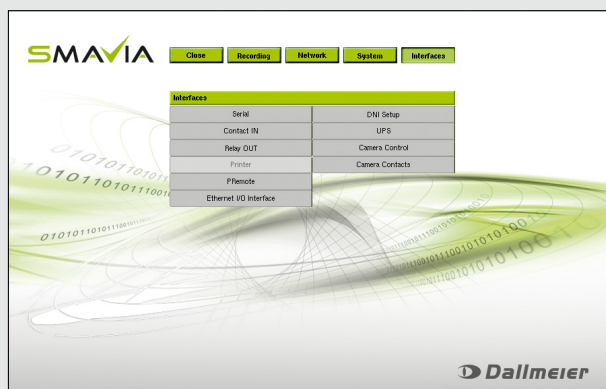 SMAVIA
Close Recording Network System Interfaces
Interfaces
Serial DNI Setup
Contact IN UPS
Relay OUT Camera Control
Printer Camera Contacts
PRemote
Ethernet I/O Interface
Dallmeier